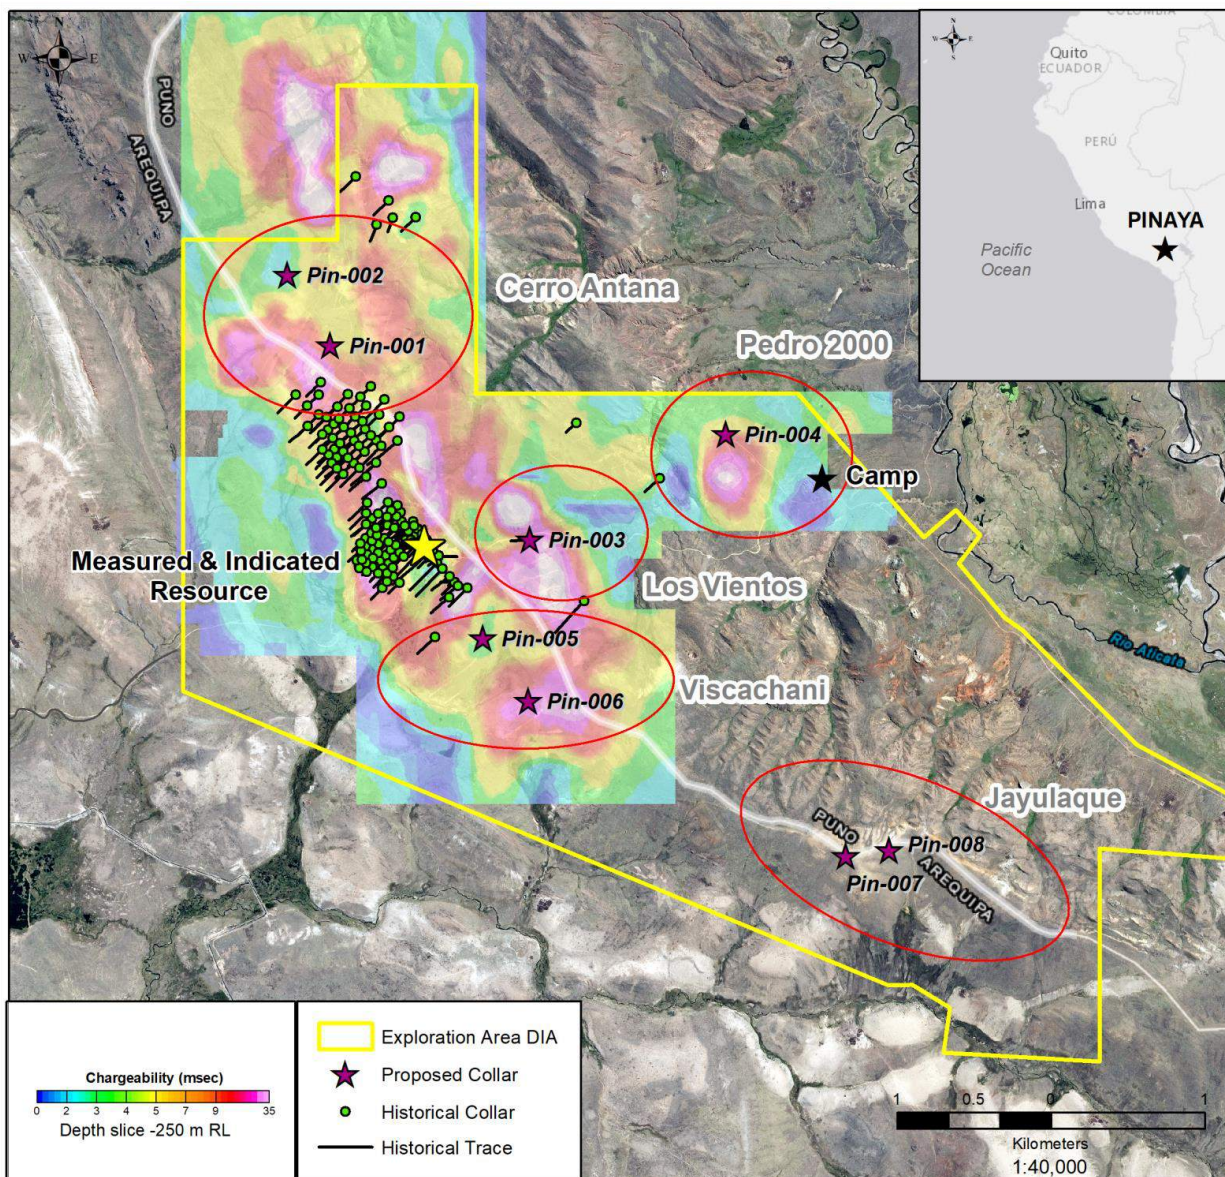 N
W E
S
PUNO
AREQUIPA
N
W E
S
COLOMBIA
Quito
ECUADOR
PERÚ
Lima
PINAYA
Pacific
Ocean
Pin-002
Cerro Antana
Pin-001
Pedro 2000
Pin-004
Camp
Pin-003
Measured & Indicated
Resource
Los Vientos
Pin-005
Rio Aticata
Viscachani
Pin-006
Jayulaque
PUNO
Pin-008
Pin-007
AREQUIPA
Chargeability (msec)
0 2 3 4 5 7 9 35
Depth slice -250 m RL
Exploration Area DIA
Proposed Collar
Historical Collar
Historical Trace
1 0.5 0 1
Kilometers
1:40,000